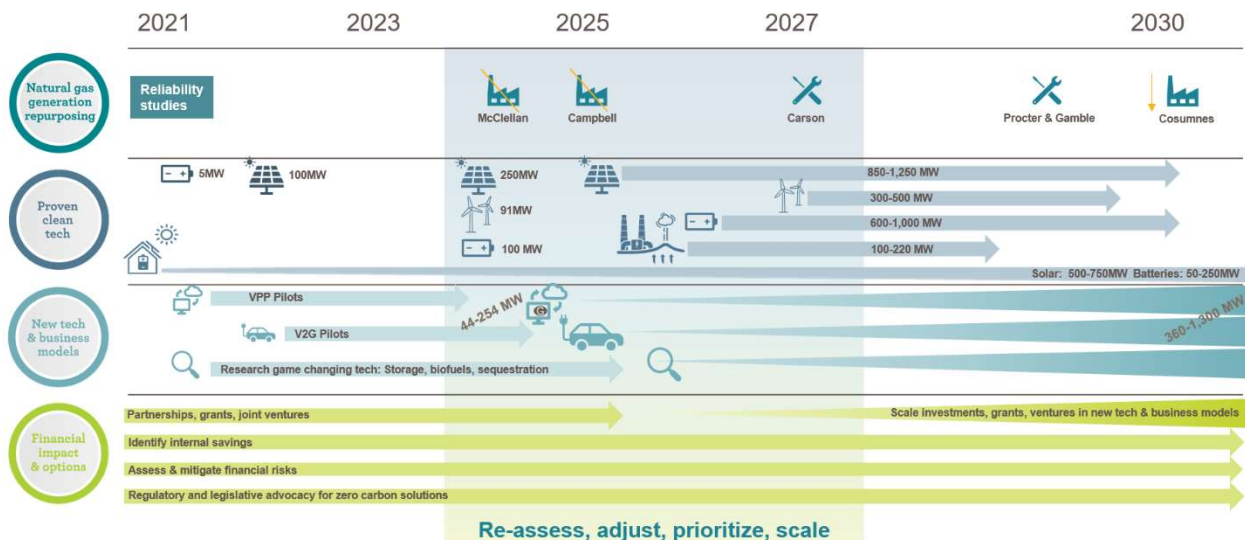 2021 2023 2025 2027 2030
Natural gas
generation
repurposing
Reliability
studies
McClellan Campbell Carson Procter & Gamble Cosumnes
Proven
clean
tech
5MW 100MW 250MW 850-1,250 MW
91MW 300-500 MW
100 MW 600-1,000 MW
100-220 MW
Solar: 500-750MW Batteries: 50-250MW
New tech
& business
models
VPP Pilots
44-254 MW
G
360-1,300 MW
V2G Pilots
Research game changing tech: Storage, biofuels, sequestration
Financial
impact
& options
Partnerships, grants, joint ventures Scale investments, grants, ventures in new tech & business models
Identify internal savings
Assess & mitigate financial risks
Regulatory and legislative advocacy for zero carbon solutions
Re-assess, adjust, prioritize, scale